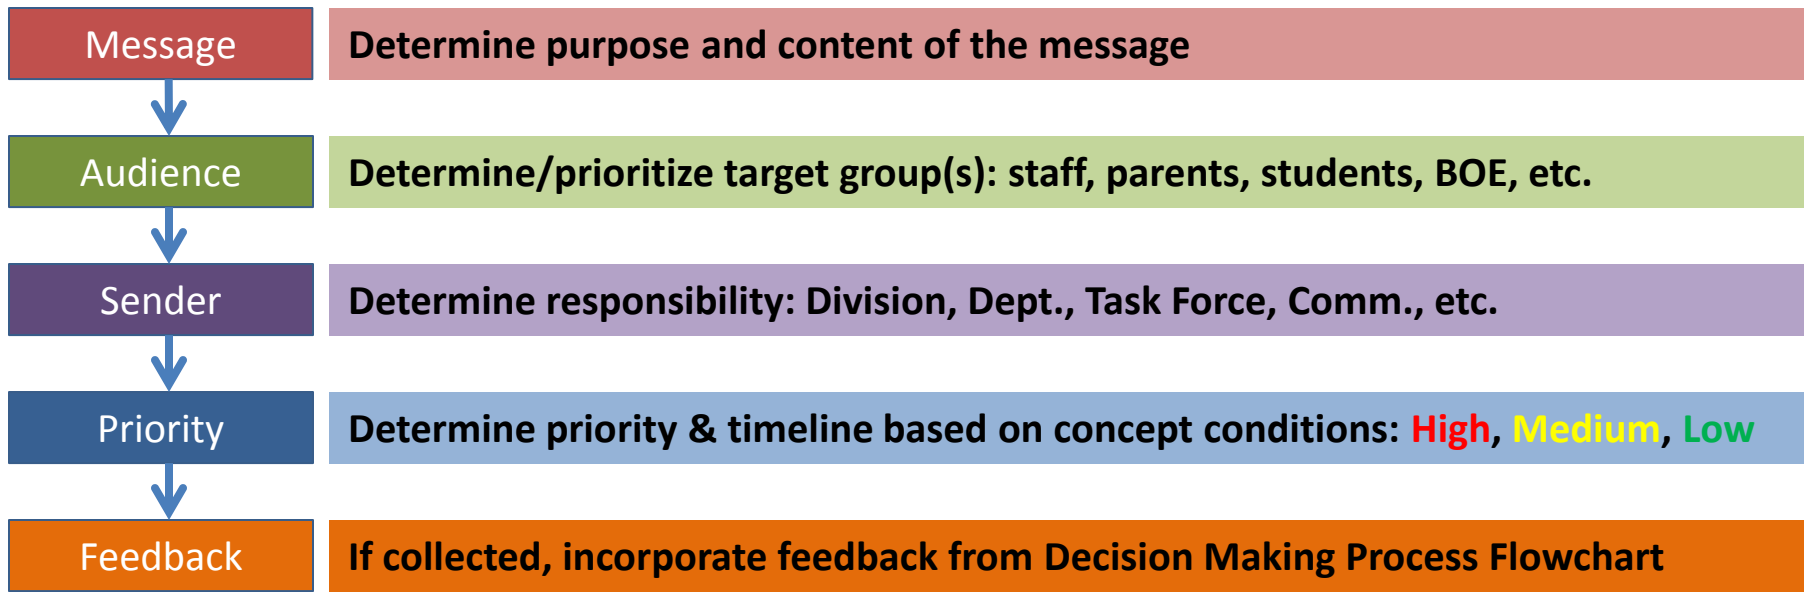 Message
Determine purpose and content of the message
Audience
Determine/prioritize target group(s): staff, parents, students, BOE, etc.
Sender
Determine responsibility: Division, Dept., Task Force, Comm., etc.
Priority
Determine priority & timeline based on concept conditions: High, Medium, Low
Feedback
If collected, incorporate feedback from Decision Making Process Flowchart